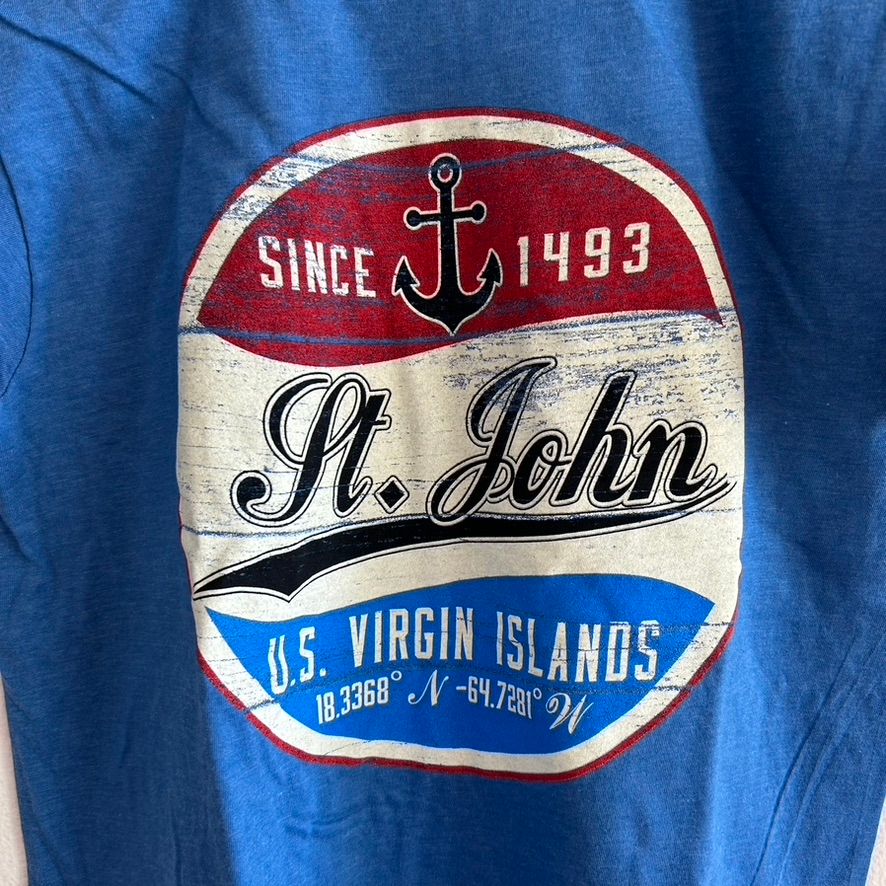 SINCE 1493
St. John
U.S. VIRGIN ISLANDS
18.3368° N -64.7281° W